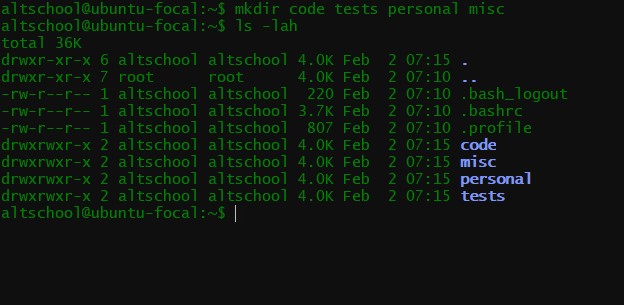 altschool@ubuntu-focal:~$ mkdir code tests personal misc
altschool@ubuntu-focal:~$ ls -lah
total 36K
drwxr-xr-x 6 altschool altschool 4.0K Feb  2 07:15 .
drwxr-xr-x 7 root      root      4.0K Feb  2 07:10 ..
-rw-r--r-- 1 altschool altschool  220 Feb  2 07:10 .bash_logout
-rw-r--r-- 1 altschool altschool 3.7K Feb  2 07:10 .bashrc
-rw-r--r-- 1 altschool altschool  807 Feb  2 07:10 .profile
drwxrwxr-x 2 altschool altschool 4.0K Feb  2 07:15 code
drwxrwxr-x 2 altschool altschool 4.0K Feb  2 07:15 misc
drwxrwxr-x 2 altschool altschool 4.0K Feb  2 07:15 personal
drwxrwxr-x 2 altschool altschool 4.0K Feb  2 07:15 tests
altschool@ubuntu-focal:~$